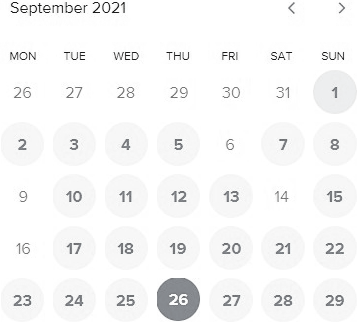 September 2021
MON TUE WED THU FRI SAT SUN
26 27 28 29 30 31 1
2 3 4 5 6 7 8
9 10 11 12 13 14 15
16 17 18 19 20 21 22
23 24 25 26 27 28 29